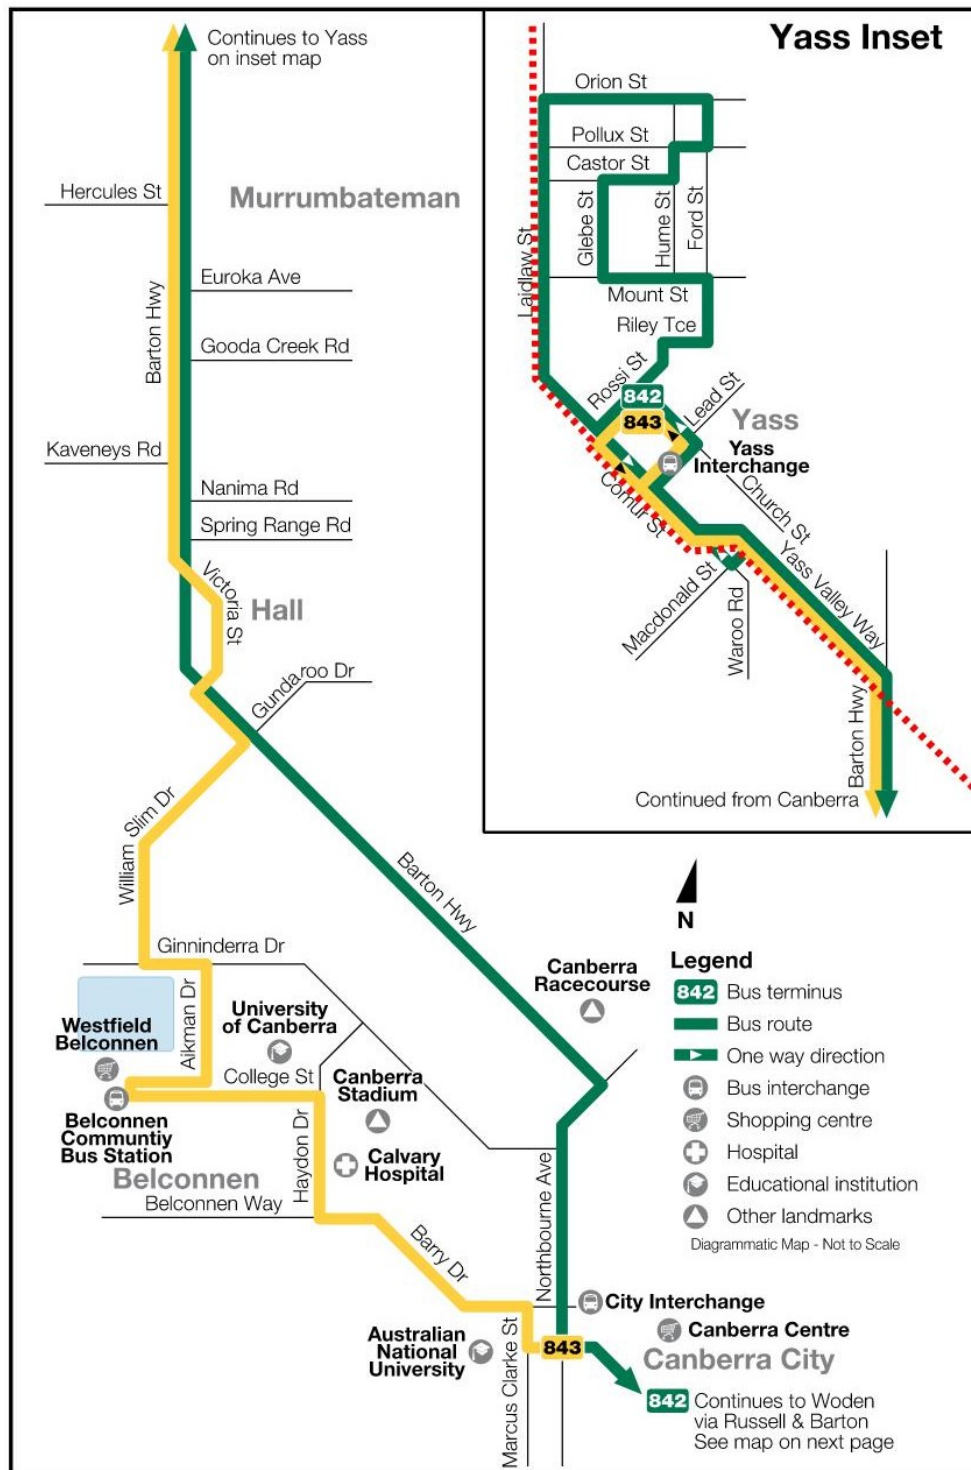 Continues to Yass
on inset map
Hercules St
Murrumbateman
Barton Hwy
Euroka Ave
Gooda Creek Rd
Kaveneys Rd
Nanima Rd
Spring Range Rd
Victoria St
Hall
Gundaroo Dr
William Slim Dr
Barton Hwy
Ginninderra Dr
Aikman Dr
Westfield
Belconnen
University
of Canberra
College St
Belconnen
Communtiy
Bus Station
Belconnen
Canberra
Stadium
Haydon Dr
Calvary
Hospital
Belconnen Way
Barry Dr
Northbourne Ave
Canberra
Racecourse
City Interchange
Canberra Centre
Canberra City
Australian
National
University
Marcus Clarke St
843
842
Continues to Woden
via Russell & Barton
See map on next page
Yass Inset
Orion St
Pollux St
Castor St
Laidlaw St
Glebe St
Hume St
Ford St
Mount St
Riley Tce
Rossi St
842
843
Lead St
Yass
Yass
Interchange
Church St
Comur St
Macdonald St
Waroo Rd
Yass Valley Way
Barton Hwy
Continued from Canberra
N
Legend
842 Bus terminus
Bus route
One way direction
Bus interchange
Shopping centre
Hospital
Educational institution
Other landmarks
Diagrammatic Map - Not to Scale